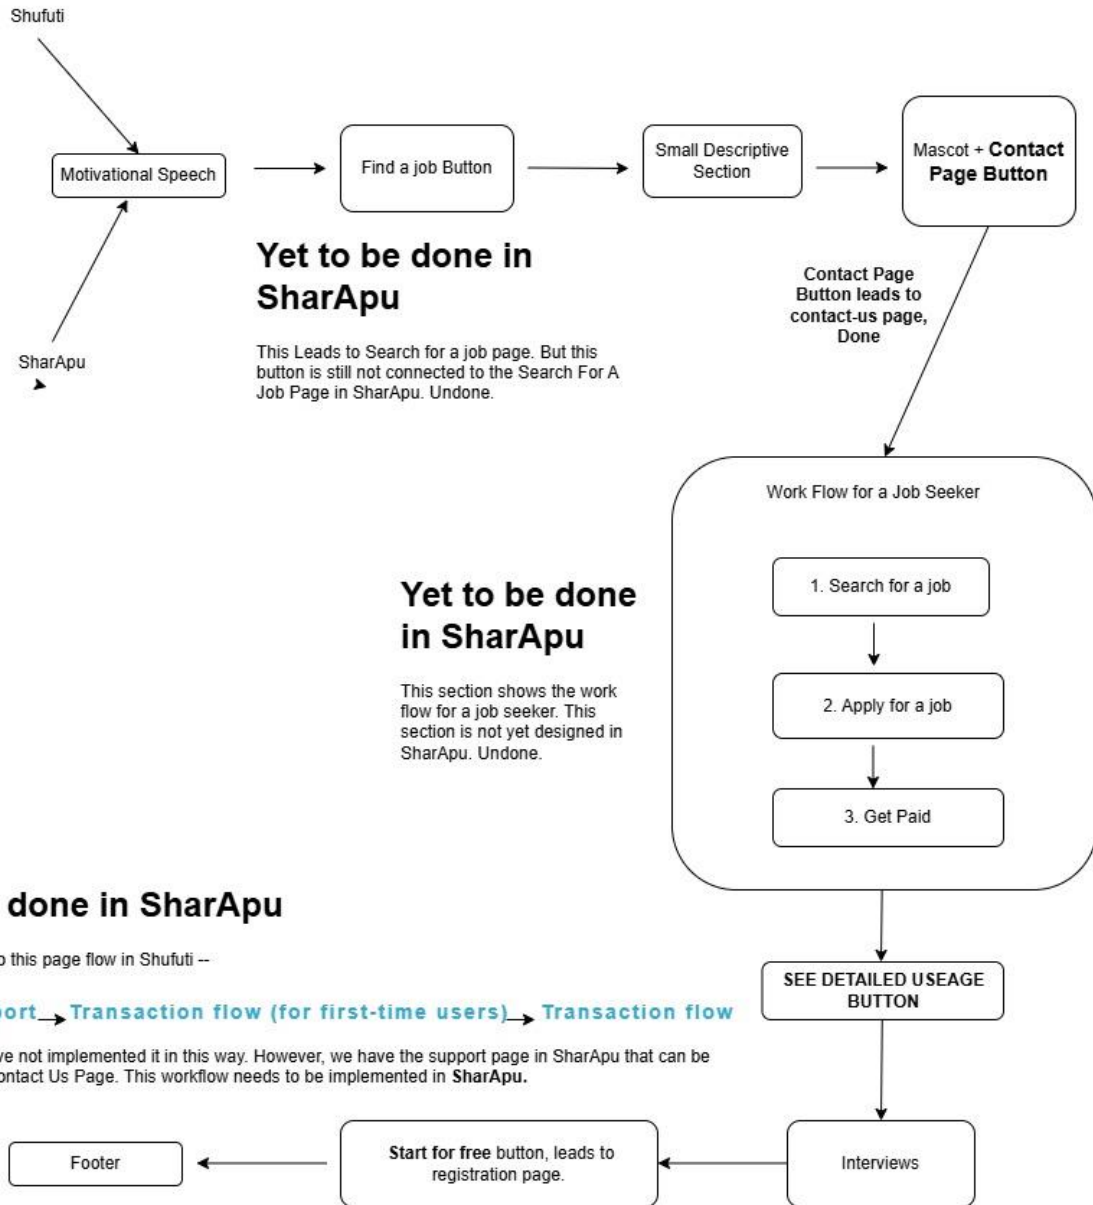 Shufuti
Motivational Speech
Find a job Button
Small Descriptive
Section
Mascot + Contact
Page Button
Yet to be done in
SharApu
This Leads to Search for a job page. But this
button is still not connected to the Search For A
Job Page in SharApu. Undone.
Contact Page
Button leads to
contact-us page,
Done
SharApu
Work Flow for a Job Seeker
1. Search for a job
2. Apply for a job
3. Get Paid
Yet to be done
in SharApu
This section shows the work
flow for a job seeker. This
section is not yet designed in
SharApu. Undone.
done in SharApu
this page flow in Shufuti --
Transaction flow (for first-time users) Transaction flow
not implemented it in this way. However, we have the support page in SharApu that can be
Contact Us Page. This workflow needs to be implemented in SharApu.
SEE DETAILED USEAGE
BUTTON
Interviews
Start for free button, leads to
registration page.
Footer